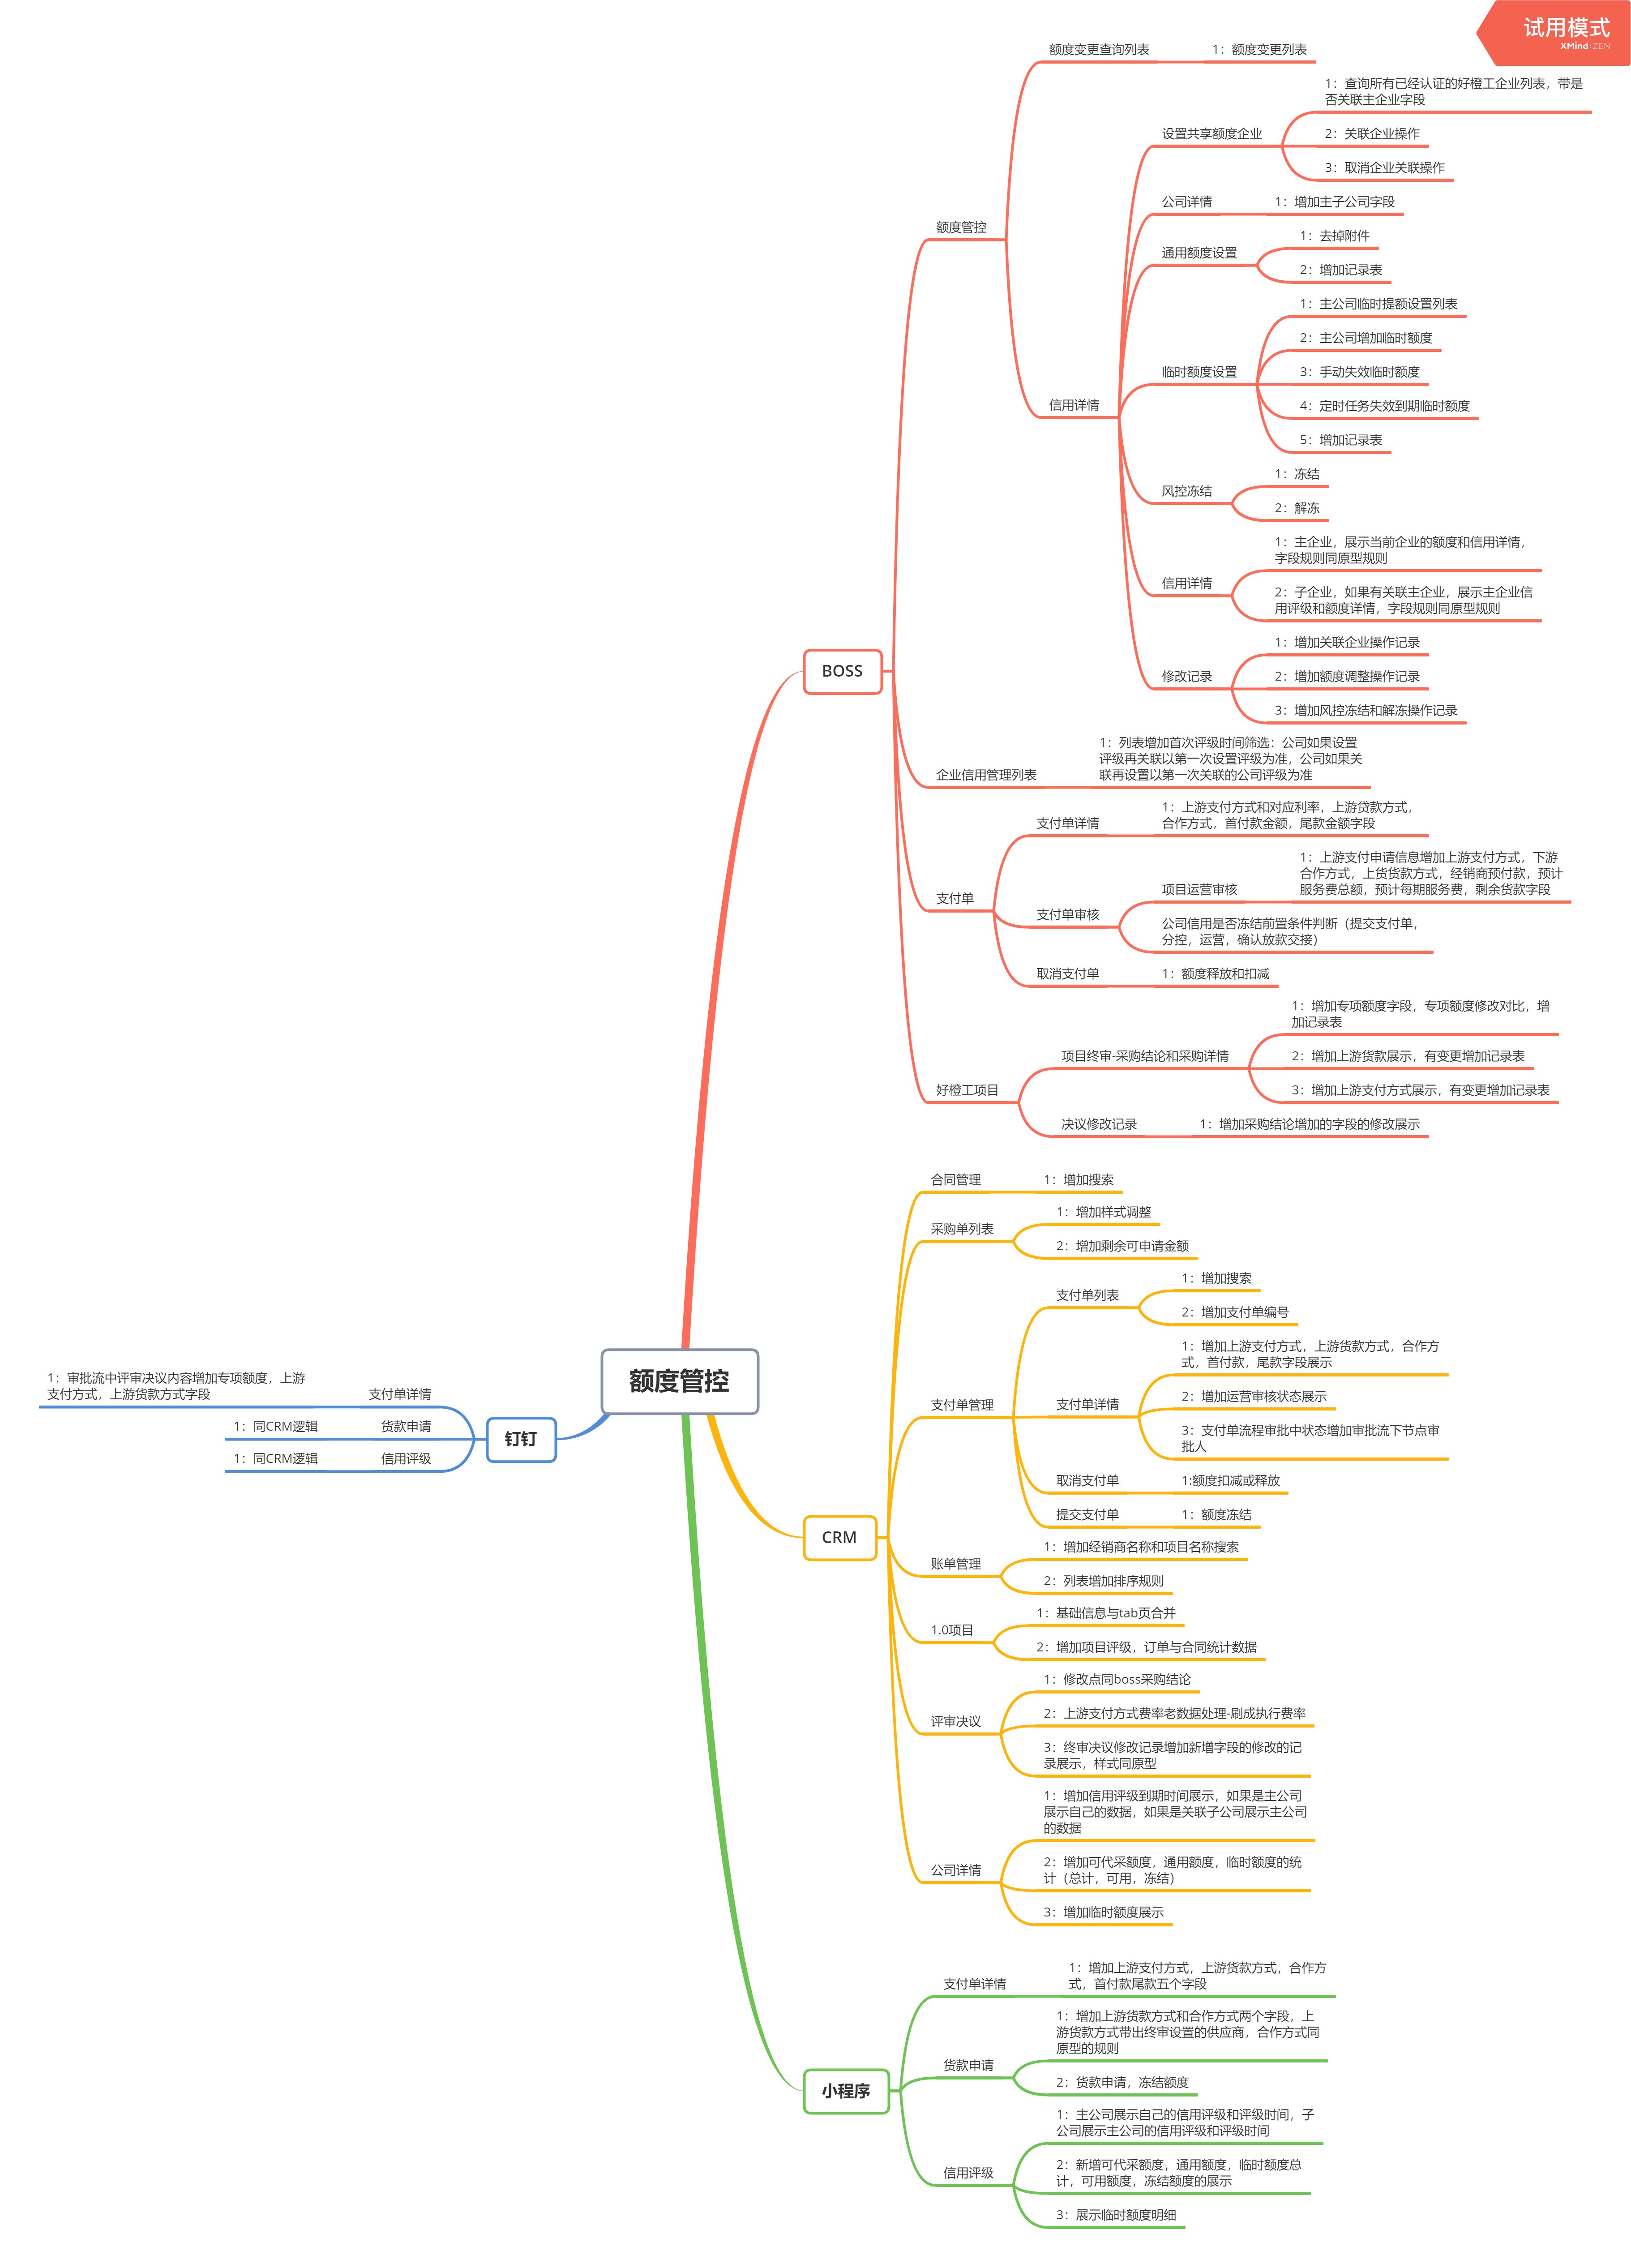 试用模式
XMind:ZEN
额度管控
BOSS
额度管控
额度变更查询列表
1：额度变更列表
信用详情
设置共享额度企业
1：查询所有已经认证的好橙工企业列表，带是
否关联主企业字段
2：关联企业操作
3：取消企业关联操作
公司详情
1：增加主子公司字段
通用额度设置
1：去掉附件
2：增加记录表
临时额度设置
1：主公司临时提额设置列表
2：主公司增加临时额度
3：手动失效临时额度
4：定时任务失效到期临时额度
5：增加记录表
风控冻结
1：冻结
2：解冻
信用详情
1：主企业，展示当前企业的额度和信用详情，
字段规则同原型规则
2：子企业，如果有关联主企业，展示主企业信
用评级和额度详情，字段规则同原型规则
修改记录
1：增加关联企业操作记录
2：增加额度调整操作记录
3：增加风控冻结和解冻操作记录
企业信用管理列表
1：列表增加首次评级时间筛选：公司如果设置
评级再关联以第一次设置评级为准，公司如果关
联再设置以第一次关联的公司评级为准
支付单
支付单详情
1：上游支付方式和对应利率，上游贷款方式，
合作方式，首付款金额，尾款金额字段
支付单审核
项目运营审核
1：上游支付申请信息增加上游支付方式，下游
合作方式，上货货款方式，经销商预付款，预计
服务费总额，预计每期服务费，剩余货款字段
公司信用是否冻结前置条件判断（提交支付单，
分控，运营，确认放款交接）
取消支付单
1：额度释放和扣减
好橙工项目
项目终审-采购结论和采购详情
1：增加专项额度字段，专项额度修改对比，增
加记录表
2：增加上游货款展示，有变更增加记录表
3：增加上游支付方式展示，有变更增加记录表
决议修改记录
1：增加采购结论增加的字段的修改展示
CRM
合同管理
1：增加搜索
采购单列表
1：增加样式调整
2：增加剩余可申请金额
支付单管理
支付单列表
1：增加搜索
2：增加支付单编号
支付单详情
1：增加上游支付方式，上游货款方式，合作方
式，首付款，尾款字段展示
2：增加运营审核状态展示
3：支付单流程审批中状态增加审批流下节点审
批人
取消支付单
1:额度扣减或释放
提交支付单
1：额度冻结
账单管理
1：增加经销商名称和项目名称搜索
2：列表增加排序规则
1.0项目
1：基础信息与tab页合并
2：增加项目评级，订单与合同统计数据
评审决议
1：修改点同boss采购结论
2：上游支付方式费率老数据处理-刷成执行费率
3：终审决议修改记录增加新增字段的修改的记
录展示，样式同原型
公司详情
1：增加信用评级到期时间展示，如果是主公司
展示自己的数据，如果是关联子公司展示主公司
的数据
2：增加可代采额度，通用额度，临时额度的统
计（总计，可用，冻结）
3：增加临时额度展示
小程序
支付单详情
1：增加上游支付方式，上游货款方式，合作方
式，首付款尾款五个字段
货款申请
1：增加上游货款方式和合作方式两个字段，上
游货款方式带出终审设置的供应商，合作方式同
原型的规则
2：货款申请，冻结额度
信用评级
1：主公司展示自己的信用评级和评级时间，子
公司展示主公司的信用评级和评级时间
2：新增可代采额度，通用额度，临时额度总
计，可用额度，冻结额度的展示
3：展示临时额度明细
钉钉
支付单详情
1：审批流中评审决议内容增加专项额度，上游
支付方式，上游货款方式字段
货款申请
1：同CRM逻辑
信用评级
1：同CRM逻辑